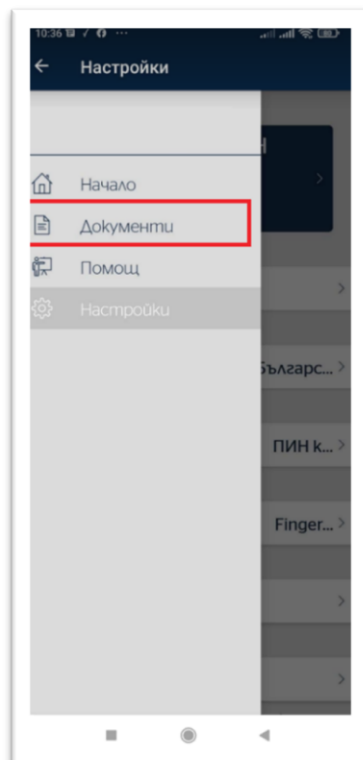 10:36
Настройки
Н
Начало
Документи
Помощ
Настройки
Българс...
ПИН к...
Finger...